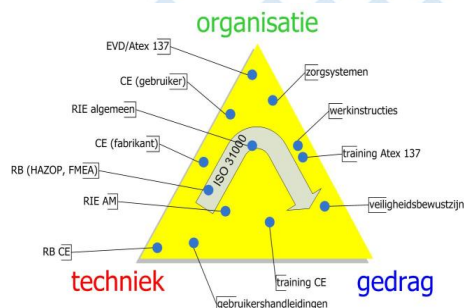 organisatie
EVD/Atex 137
zorgsystemen
CE (gebruiker)
RIE algemeen
werkinstructies
CE (fabrikant)
training Atex 137
ISO 31000
RB (HAZOP, FMEA)
RIE AM
veiligheidsbewustzijn
RB CE
techniek
training CE
gedrag
gebruikershandleidingen